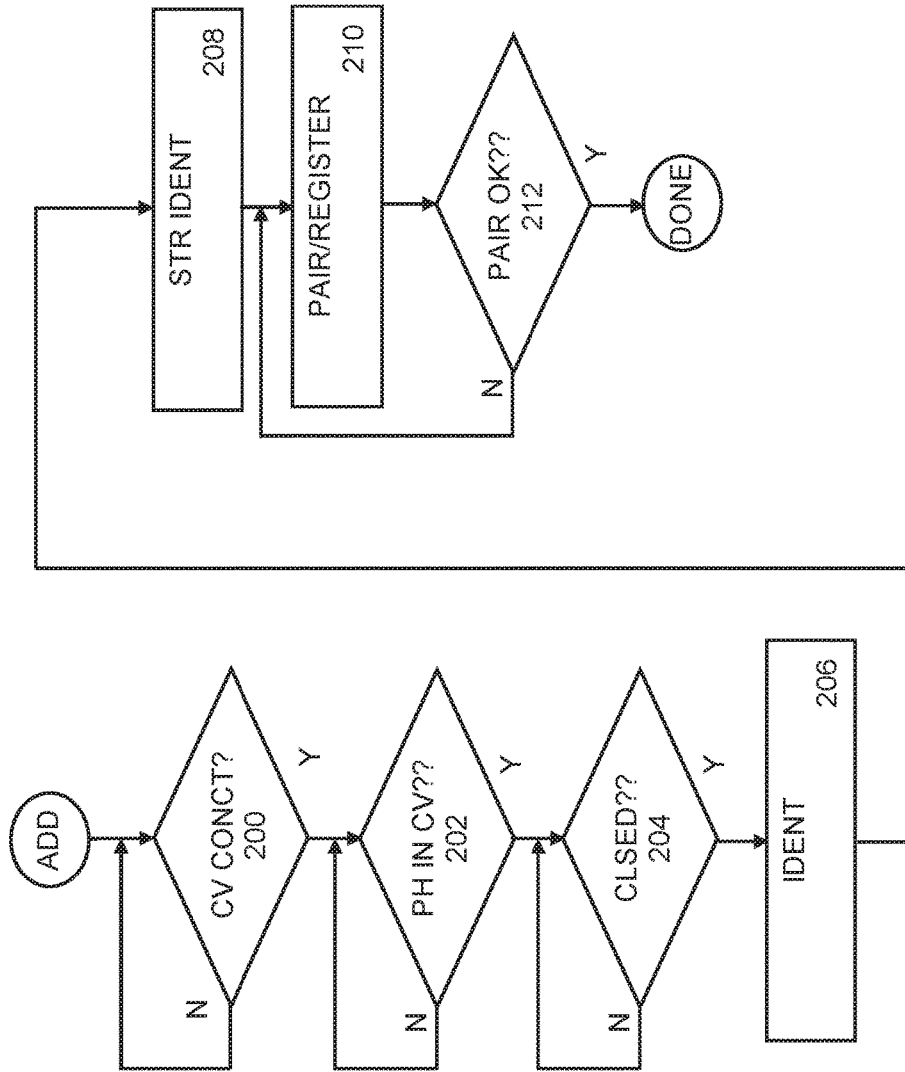 ADD
CV CONCT?
200
N
Y
PH IN CV??
202
N
Y
CLSED??
204
N
Y
IDENT
206
STR IDENT
208
PAIR/REGISTER
210
PAIR OK??
212
N
Y
DONE